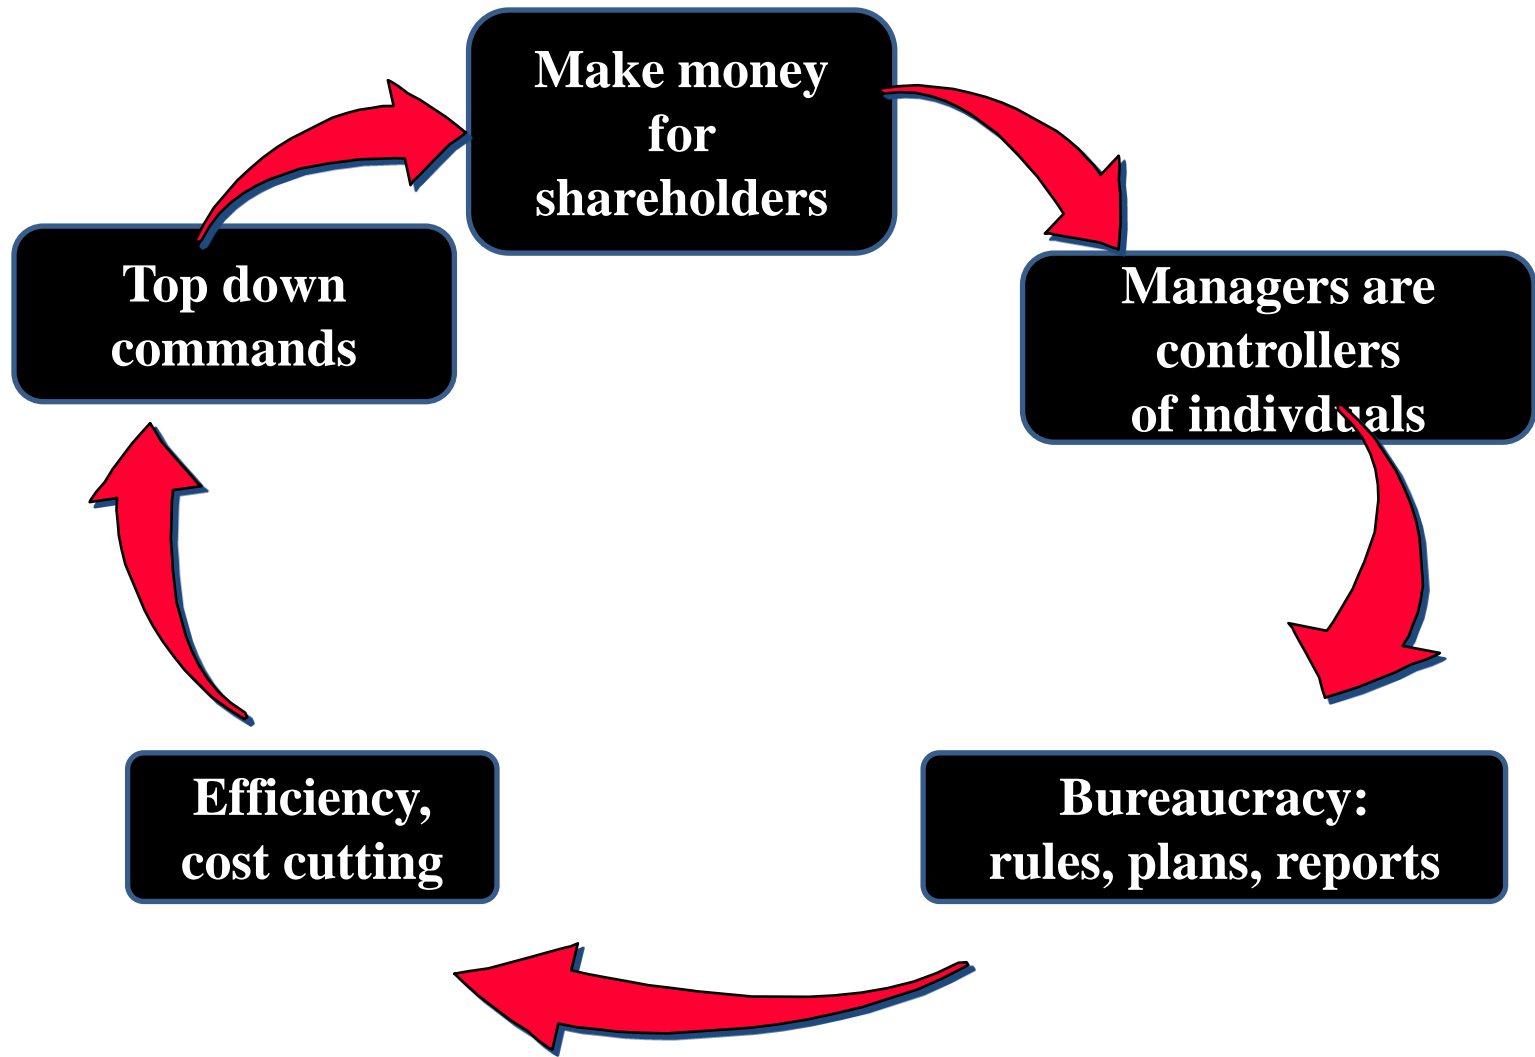 Make money
for
shareholders
Managers are
controllers
of indivduals
Bureaucracy:
rules, plans, reports
Efficiency,
cost cutting
Top down
commands